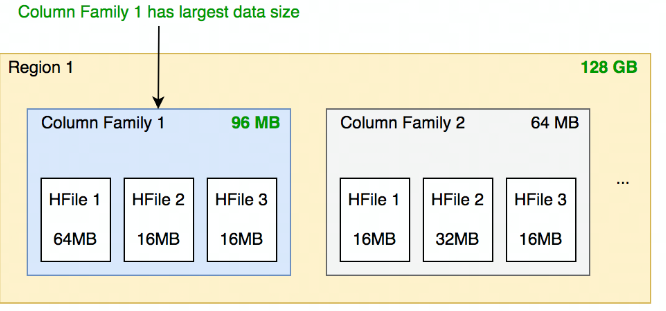 Column Family 1 has largest data size
Region 1 128 GB
Column Family 1 96 MB Column Family 2 64 MB
...
HFile 1 HFile 2 HFile 3 HFile 1 HFile 2 HFile 3
64MB 16MB 16MB 16MB 32MB 16MB